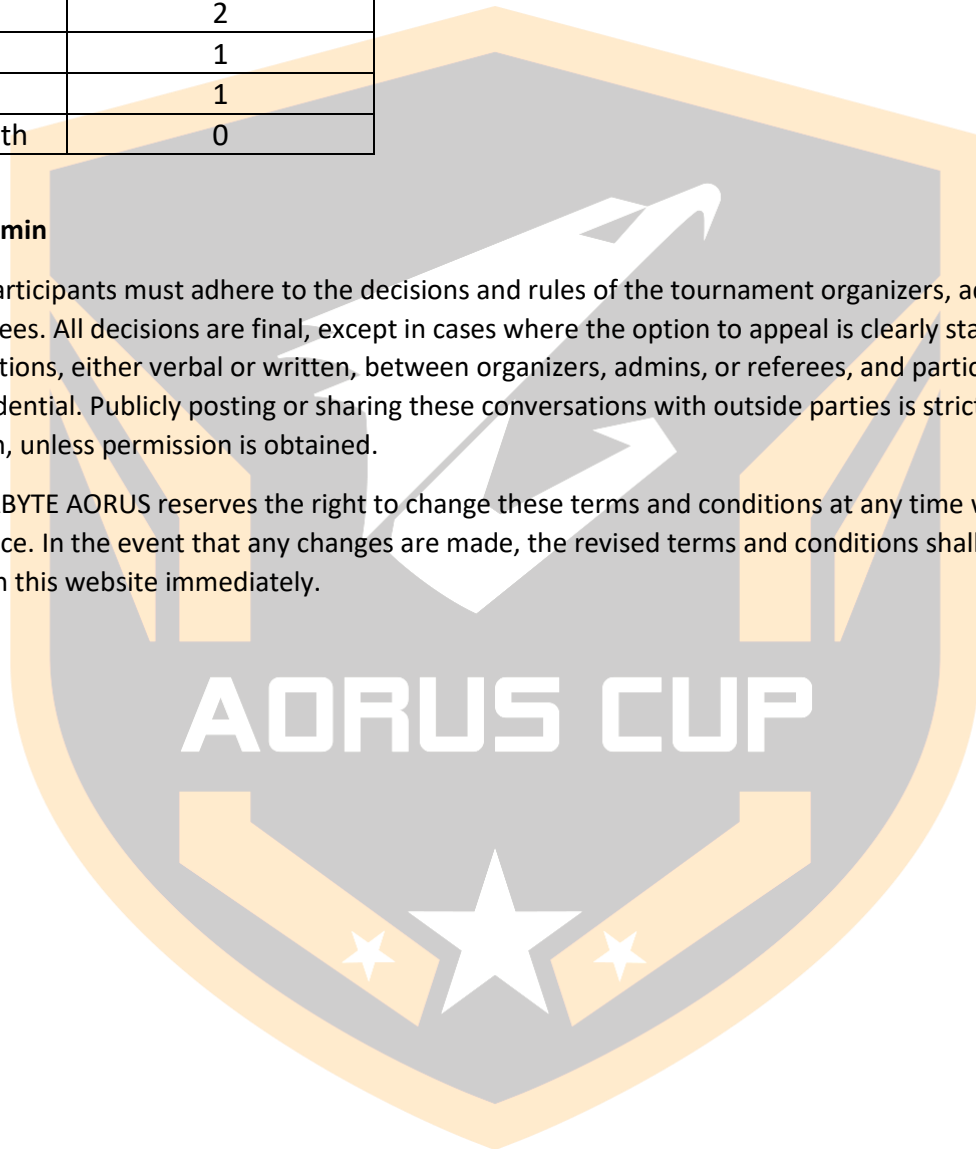 2
1
1
th 0
min
articipants must adhere to the decisions and rules of the tournament organizers, a
ees. All decisions are final, except in cases where the option to appeal is clearly sta
tions, either verbal or written, between organizers, admins, or referees, and partic
dential. Publicly posting or sharing these conversations with outside parties is strict
n, unless permission is obtained.
BYTE AORUS reserves the right to change these terms and conditions at any time
ce. In the event that any changes are made, the revised terms and conditions shall
n this website immediately.
AORUS CUP